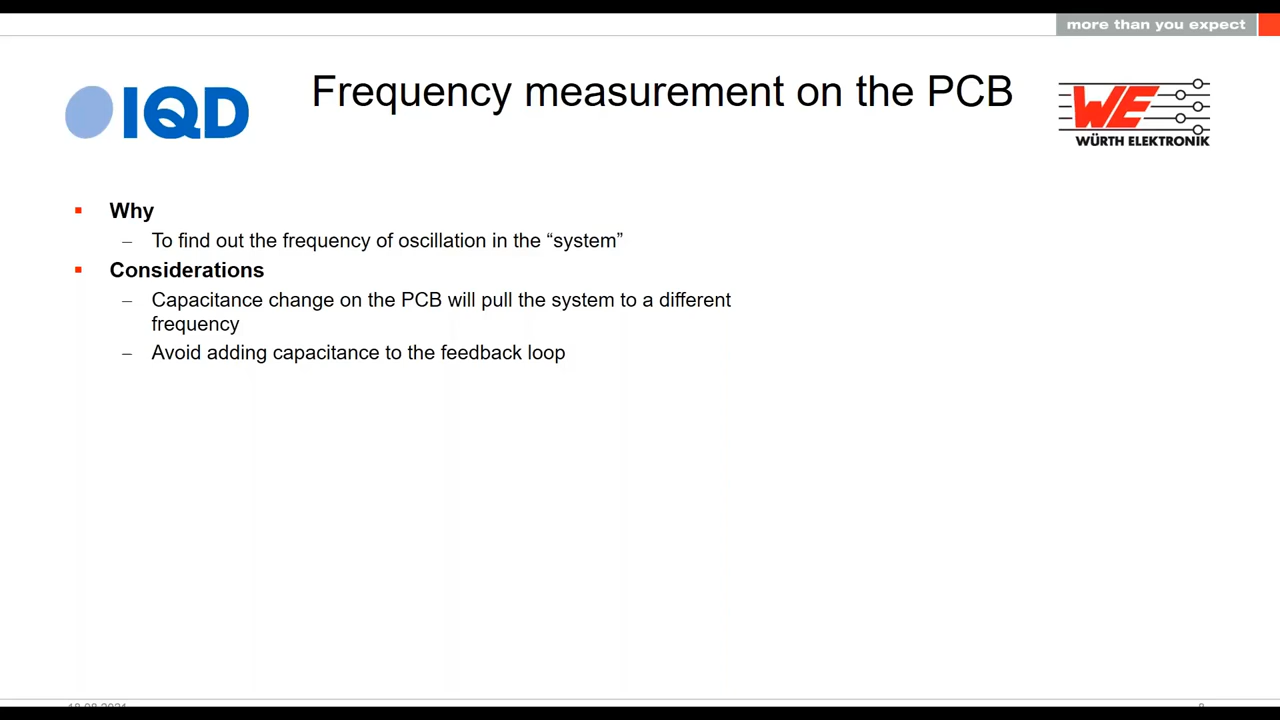 more than you expect
IQD
Frequency measurement on the PCB
WE
WÜRTH ELEKTRONIK
Why
– To find out the frequency of oscillation in the “system”
Considerations
– Capacitance change on the PCB will pull the system to a different
frequency
– Avoid adding capacitance to the feedback loop